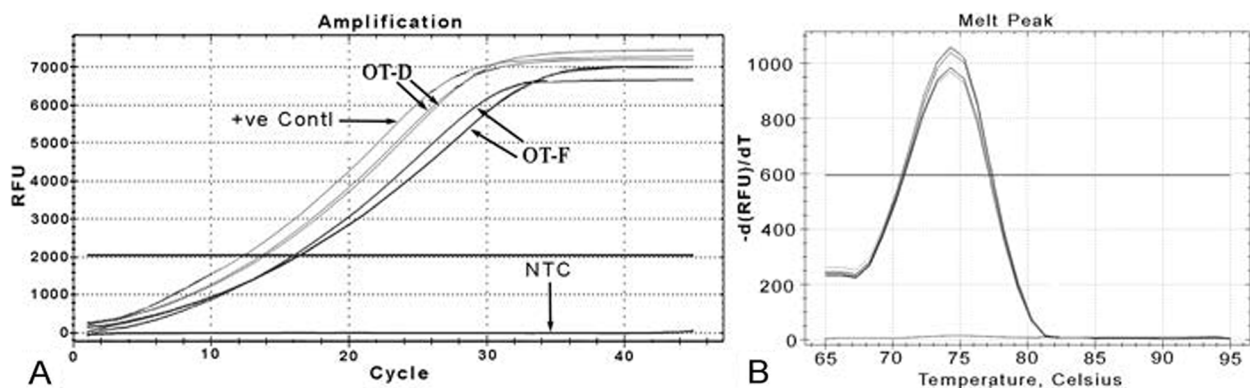 Amplification
RFU
7000
6000
5000
4000
3000
2000
1000
0
OT-D
+ve Contl
OT-F
NTC
0 10 20 30 40
Cycle
A
Melt Peak
-d(RFU)/dT
1000
800
600
400
200
0
65 70 75 80 85 90 95
Temperature, Celsius
B